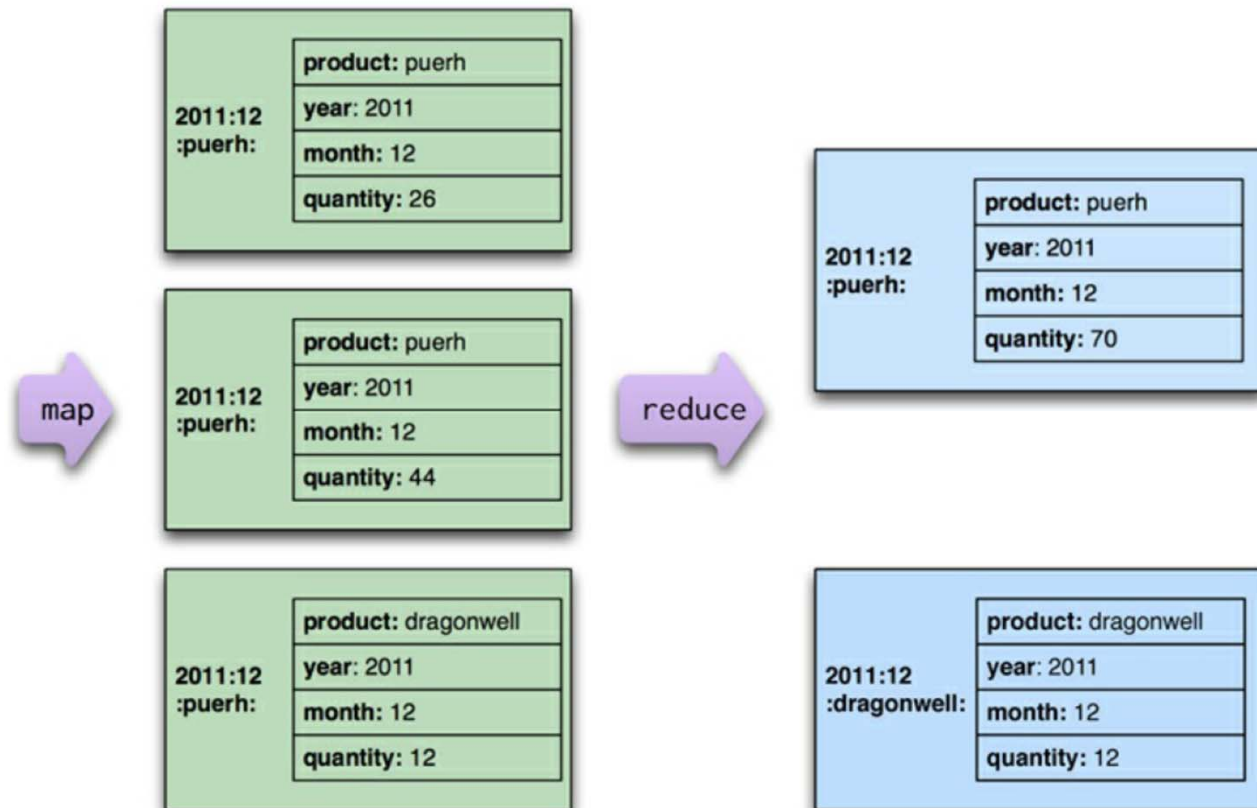 map
2011:12
:puerh:
product: puerh
year: 2011
month: 12
quantity: 26
2011:12
:puerh:
product: puerh
year: 2011
month: 12
quantity: 44
2011:12
:puerh:
product: dragonwell
year: 2011
month: 12
quantity: 12
reduce
2011:12
:puerh:
product: puerh
year: 2011
month: 12
quantity: 70
2011:12
:dragonwell:
product: dragonwell
year: 2011
month: 12
quantity: 12